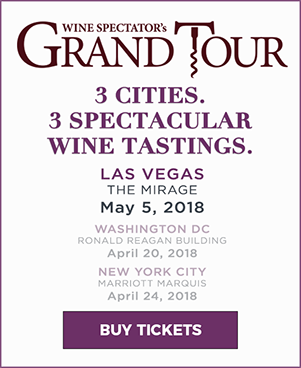 WINE SPECTATOR'S
GRAND TOUR
3 CITIES.
3 SPECTACULAR
WINE TASTINGS.
LAS VEGAS
THE MIRAGE
May 5, 2018
WASHINGTON DC
RONALD REAGAN BUILDING
April 20, 2018
NEW YORK CITY
MARRIOTT MARQUIS
April 24, 2018
BUY TICKETS